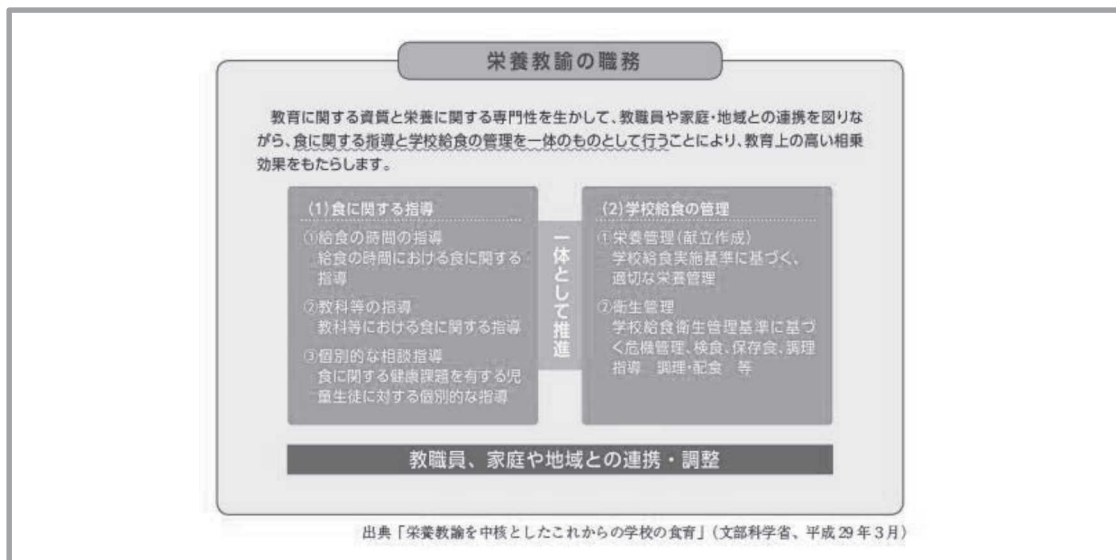 栄養教諭の職務
教育に関する資質と栄養に関する専門性を生かして、教職員や家庭・地域との連携を図りな
がら、食に関する指導と学校給食の管理を一体のものとして行うことにより、教育上の高い相乗
効果をもたらします。
(1)食に関する指導
①給食の時間の指導
給食の時間における食に関する
指導
②教科等の指導
教科等における食に関する指導
③個別的な相談指導
食に関する健康課題を有する児
童生徒に対する個別的な指導
一体として推進
(2)学校給食の管理
①栄養管理(献立作成)
学校給食実施基準に基づく、
適切な栄養管理
②衛生管理
学校給食衛生管理基準に基づ
く危機管理、検食、保存食、調理
指導 調理・配食 等
教職員、家庭や地域との連携・調整
出典「栄養教諭を中核としたこれからの学校の食育」(文部科学省、平成29年3月)